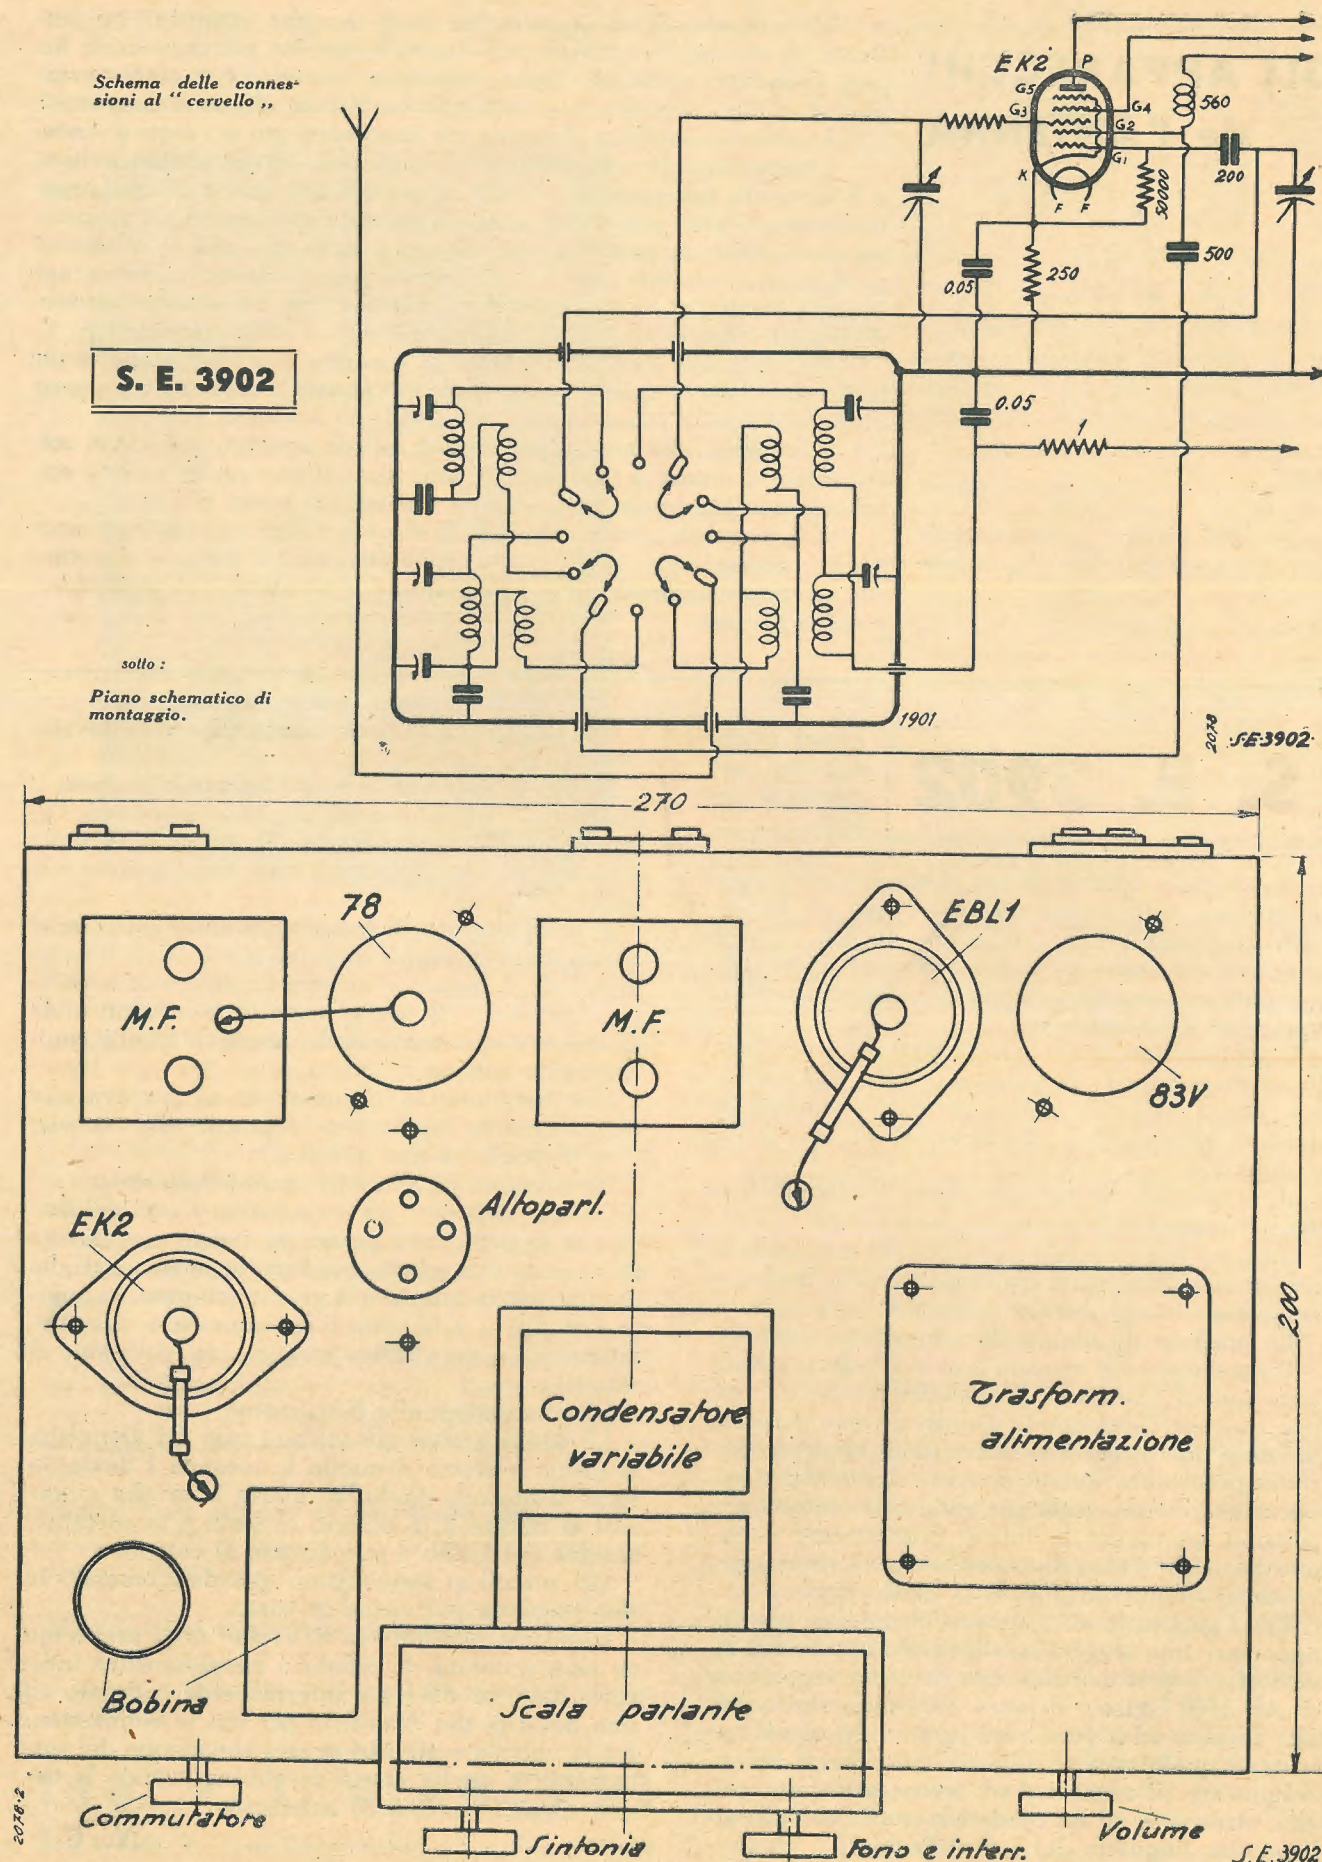 Schema delle connes-
sioni al " cervello „
S. E. 3902
sotto :
Piano schematico di
montaggio.
EK2
P
G5
G3
G4
G2
G1
K
F F
560
200
50000
500
0.05
250
0.05
1
1901
2078
S.E.3902
270
78
EBL1
M.F.
M.F.
83V
Altoparl.
EK2
200
Condensatore
variabile
Trasform.
alimentazione
Bobina
Scala parlante
2078-2
Commutatore
Sintonia
Fono e interr.
Volume
S.E.3902